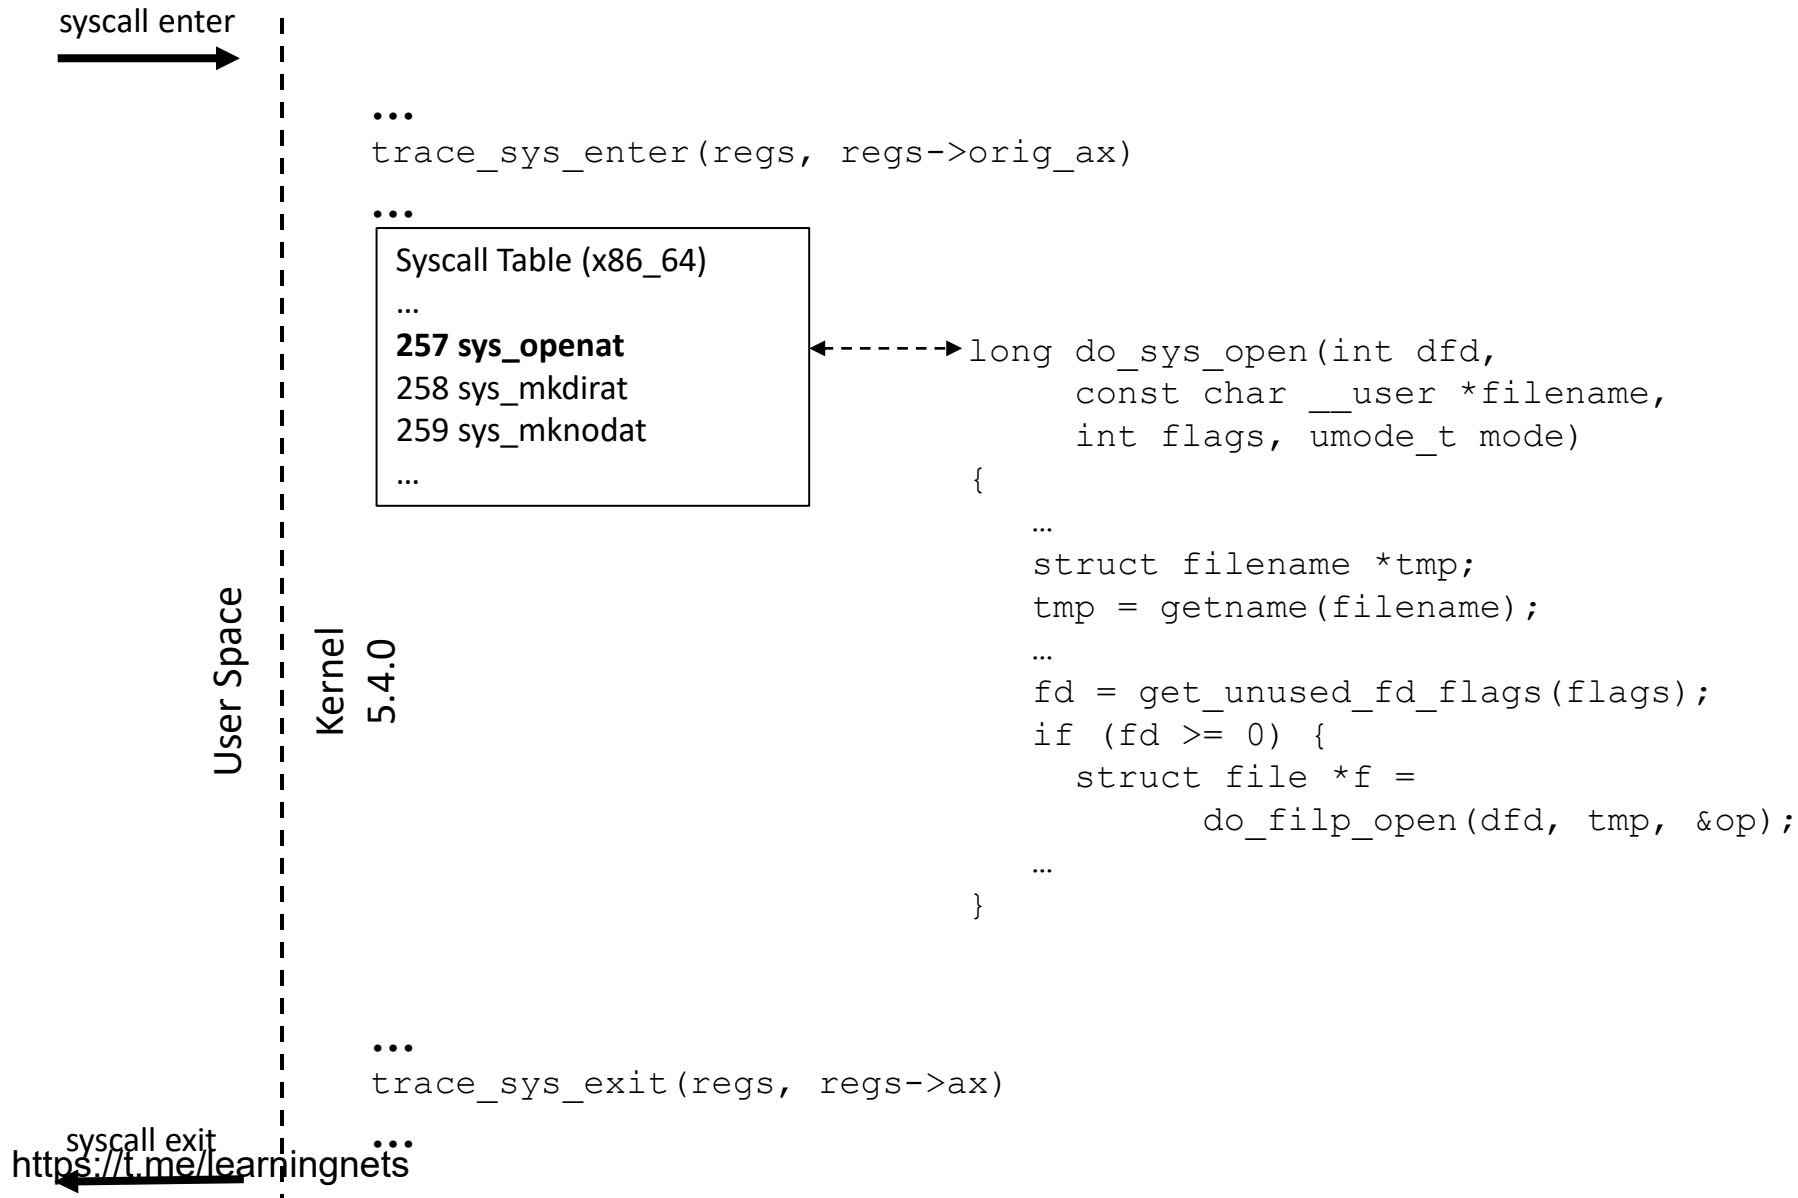 syscall enter
...
trace_sys_enter(regs, regs->orig_ax)
...
Syscall Table (x86_64)
...
257 sys_openat
258 sys_mkdirat
259 sys_mknodat
...
long do_sys_open(int dfd,
const char __user *filename,
int flags, umode_t mode)
{
…
struct filename *tmp;
tmp = getname(filename);
…
fd = get_unused_fd_flags(flags);
if (fd >= 0) {
struct file *f =
do_filp_open(dfd, tmp, &op);
…
}
User Space
Kernel
5.4.0
...
trace_sys_exit(regs, regs->ax)
...
syscall exit
https://t.me/learningnets